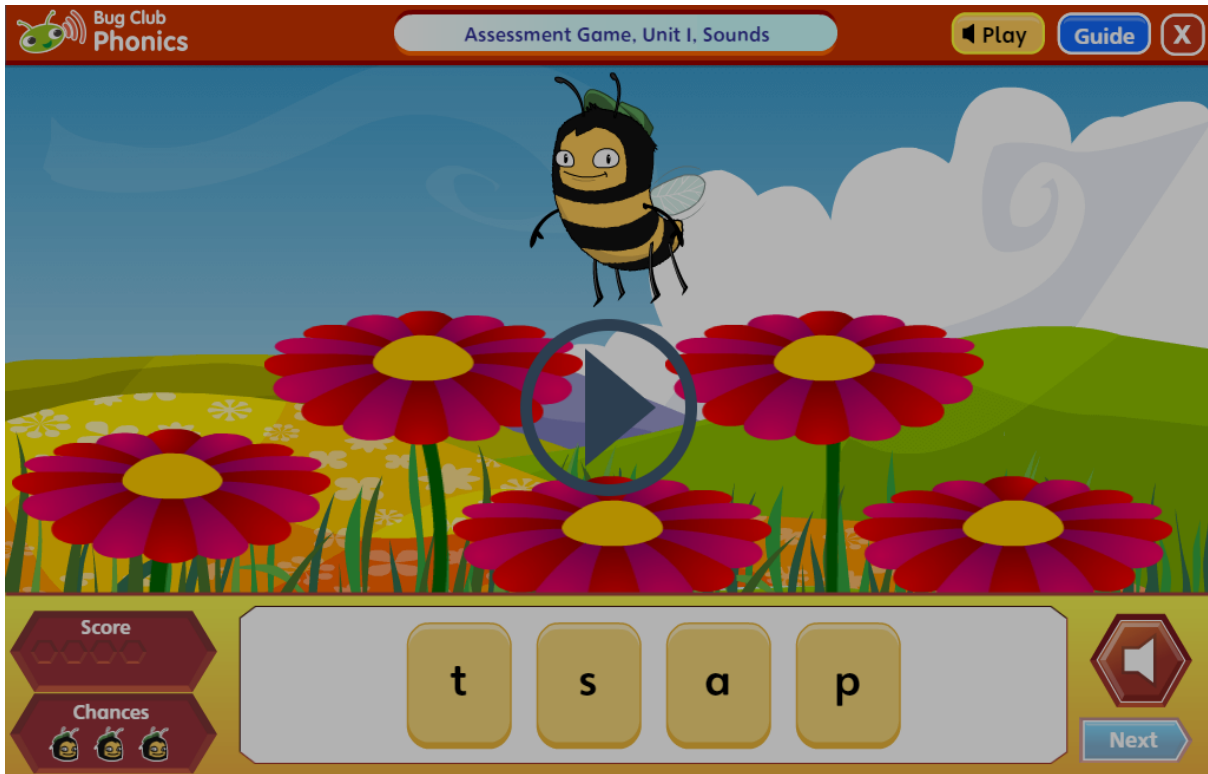 Bug Club
Phonics
Assessment Game, Unit 1, Sounds
Play
Guide
X
Score
Chances
t s a p
Next